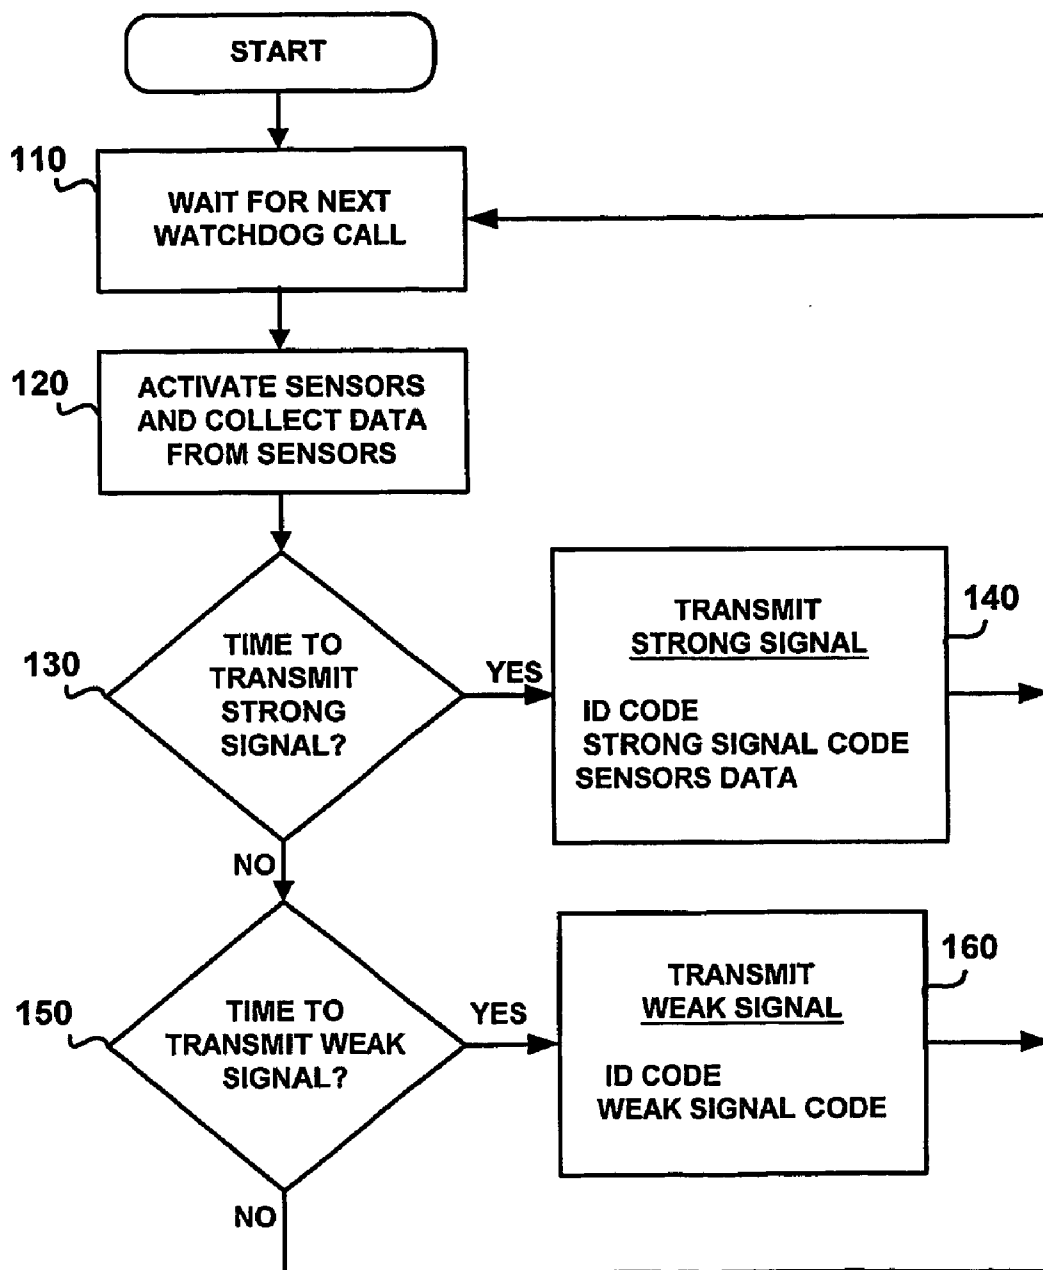 START
110
WAIT FOR NEXT
WATCHDOG CALL
120
ACTIVATE SENSORS
AND COLLECT DATA
FROM SENSORS
130
TIME TO
TRANSMIT
STRONG
SIGNAL?
YES
NO
140
TRANSMIT
STRONG SIGNAL
ID CODE
STRONG SIGNAL CODE
SENSORS DATA
150
TIME TO
TRANSMIT WEAK
SIGNAL?
YES
NO
160
TRANSMIT
WEAK SIGNAL
ID CODE
WEAK SIGNAL CODE